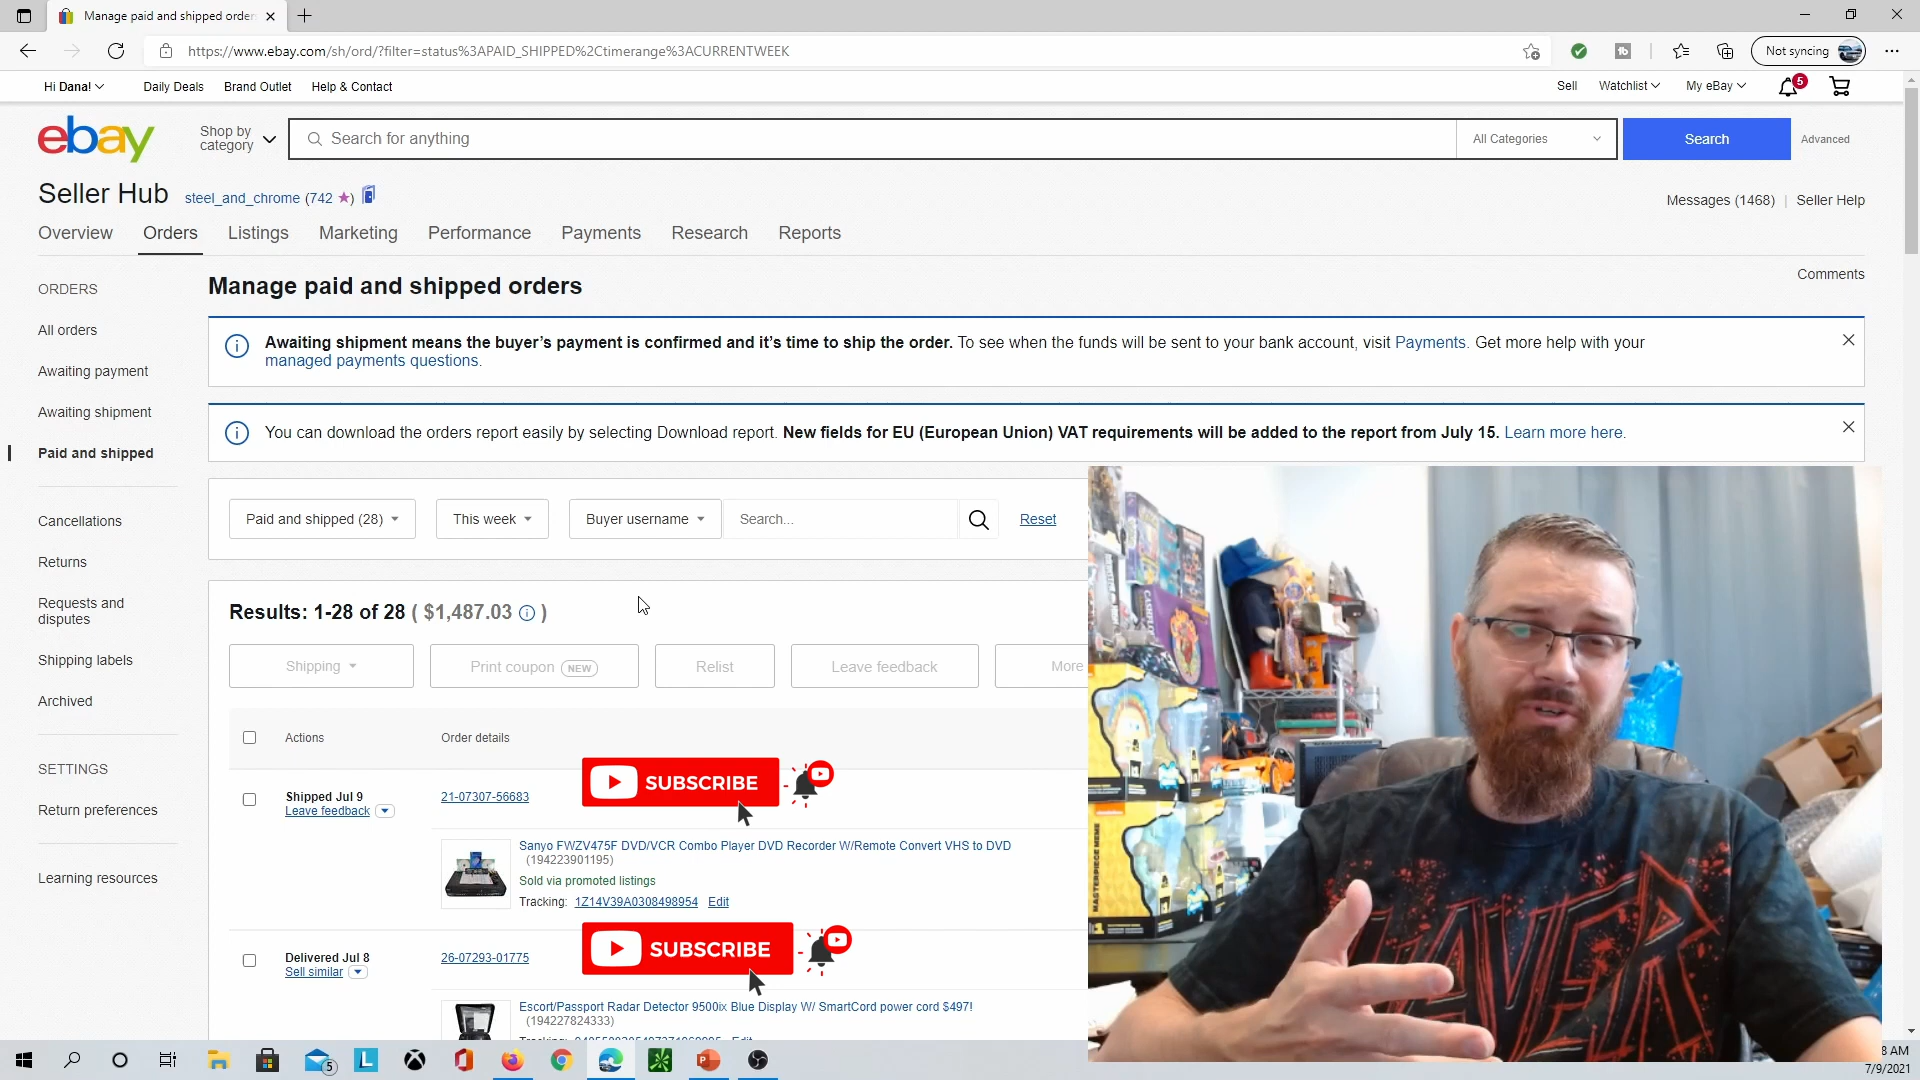 Manage paid and shipped order
https://www.ebay.com/sh/ord/?filter=status%3APAID_SHIPPED%2Ctimerange%3ACURRENTWEEK
Not syncing
Hi Dana!
Daily Deals
Brand Outlet
Help & Contact
Sell
Watchlist
My eBay
5
ebay
Shop by category
Search for anything
All Categories
Search
Advanced
Seller Hub
steel_and_chrome (742 ★)
Messages (1468) | Seller Help
Overview
Orders
Listings
Marketing
Performance
Payments
Research
Reports
Comments
ORDERS
All orders
Awaiting payment
Awaiting shipment
Paid and shipped
Cancellations
Returns
Requests and
disputes
Shipping labels
Archived
SETTINGS
Return preferences
Learning resources
Manage paid and shipped orders
Awaiting shipment means the buyer's payment is confirmed and it's time to ship the order. To see when the funds will be sent to your bank account, visit Payments. Get more help with your
managed payments questions.
You can download the orders report easily by selecting Download report. New fields for EU (European Union) VAT requirements will be added to the report from July 15. Learn more here.
Paid and shipped (28)
This week
Buyer username
Search...
Reset
Results: 1-28 of 28 ( $1,487.03 )
Shipping
Print coupon NEW
Relist
Leave feedback
More
Actions
Order details
Shipped Jul 9
Leave feedback
21-07307-56683
SUBSCRIBE
Sanyo FWZV475F DVD/VCR Combo Player DVD Recorder W/Remote Convert VHS to DVD
(194223901195)
Sold via promoted listings
Tracking: 1Z14V39A0308498954 Edit
Delivered Jul 8
Sell similar
26-07293-01775
SUBSCRIBE
Escort/Passport Radar Detector 9500ix Blue Display W/ SmartCord power cord $497!
(194227824333)
MASTERPIECE MEME
SLAYER
5
8 AM
7/9/2021